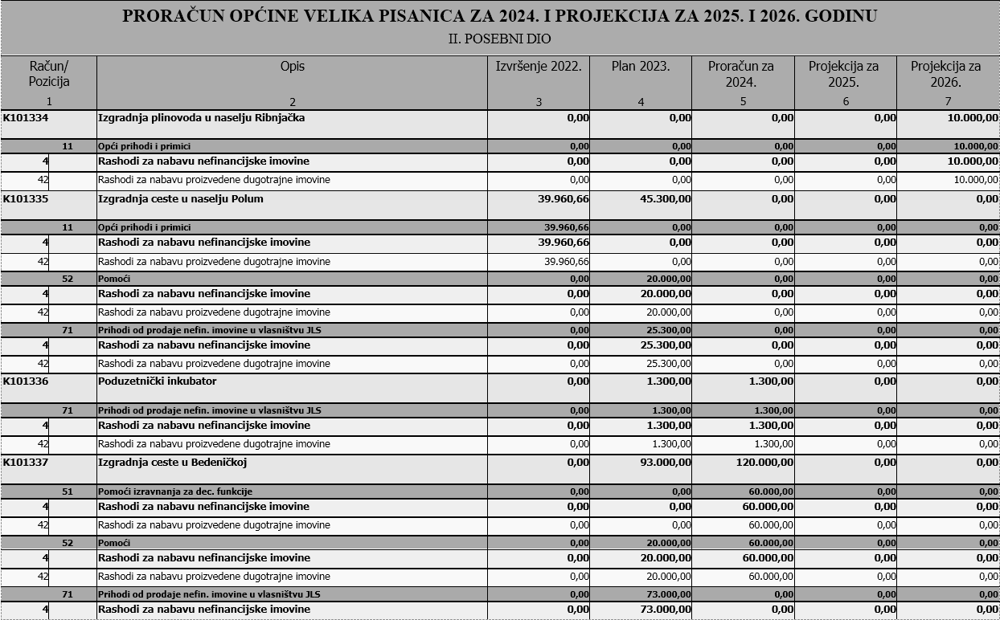 PRORAČUN OPĆINE VELIKA PISANICA ZA 2024. I PROJEKCIJA ZA 2025. I 2026. GODINU
II. POSEBNI DIO
Račun/ Pozicija Opis Izvršenje 2022. Plan 2023. Proračun za 2024. Projekcija za 2025. Projekcija za 2026.
1 2 3 4 5 6 7
K101334 Izgradnja plinovoda u naselju Ribnjačka 0,00 0,00 0,00 0,00 10.000,00
11 Opći prihodi i primici 0,00 0,00 0,00 0,00 10.000,00
4 Rashodi za nabavu nefinancijske imovine 0,00 0,00 0,00 0,00 10.000,00
42 Rashodi za nabavu proizvedene dugotrajne imovine 0,00 0,00 0,00 0,00 10.000,00
K101335 Izgradnja ceste u naselju Polum 39.960,66 45.300,00 0,00 0,00 0,00
11 Opći prihodi i primici 39.960,66 0,00 0,00 0,00 0,00
4 Rashodi za nabavu nefinancijske imovine 39.960,66 0,00 0,00 0,00 0,00
42 Rashodi za nabavu proizvedene dugotrajne imovine 39.960,66 0,00 0,00 0,00 0,00
52 Pomoći 0,00 20.000,00 0,00 0,00 0,00
4 Rashodi za nabavu nefinancijske imovine 0,00 20.000,00 0,00 0,00 0,00
42 Rashodi za nabavu proizvedene dugotrajne imovine 0,00 20.000,00 0,00 0,00 0,00
71 Prihodi od prodaje nefin. imovine u vlasništvu JLS 0,00 25.300,00 0,00 0,00 0,00
4 Rashodi za nabavu nefinancijske imovine 0,00 25.300,00 0,00 0,00 0,00
42 Rashodi za nabavu proizvedene dugotrajne imovine 0,00 25.300,00 0,00 0,00 0,00
K101336 Poduzetnički inkubator 0,00 1.300,00 1.300,00 0,00 0,00
71 Prihodi od prodaje nefin. imovine u vlasništvu JLS 0,00 1.300,00 1.300,00 0,00 0,00
4 Rashodi za nabavu nefinancijske imovine 0,00 1.300,00 1.300,00 0,00 0,00
42 Rashodi za nabavu proizvedene dugotrajne imovine 0,00 1.300,00 1.300,00 0,00 0,00
K101337 Izgradnja ceste u Bedeničkoj 0,00 93.000,00 120.000,00 0,00 0,00
51 Pomoći izravnanja za dec. funkcije 0,00 0,00 60.000,00 0,00 0,00
4 Rashodi za nabavu nefinancijske imovine 0,00 0,00 60.000,00 0,00 0,00
42 Rashodi za nabavu proizvedene dugotrajne imovine 0,00 0,00 60.000,00 0,00 0,00
52 Pomoći 0,00 20.000,00 60.000,00 0,00 0,00
4 Rashodi za nabavu nefinancijske imovine 0,00 20.000,00 60.000,00 0,00 0,00
42 Rashodi za nabavu proizvedene dugotrajne imovine 0,00 20.000,00 60.000,00 0,00 0,00
71 Prihodi od prodaje nefin. imovine u vlasništvu JLS 0,00 73.000,00 0,00 0,00 0,00
4 Rashodi za nabavu nefinancijske imovine 0,00 73.000,00 0,00 0,00 0,00